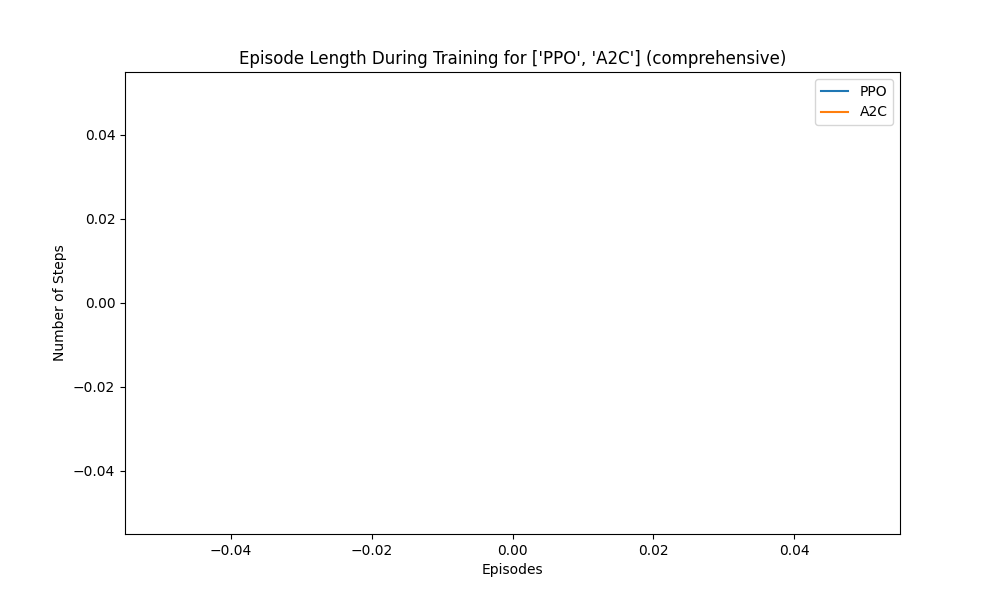 Episode Length During Training for ['PPO', 'A2C'] (comprehensive)
PPO
A2C
0.04
0.02
0.00
−0.02
−0.04
Number of Steps
−0.04 −0.02 0.00 0.02 0.04
Episodes